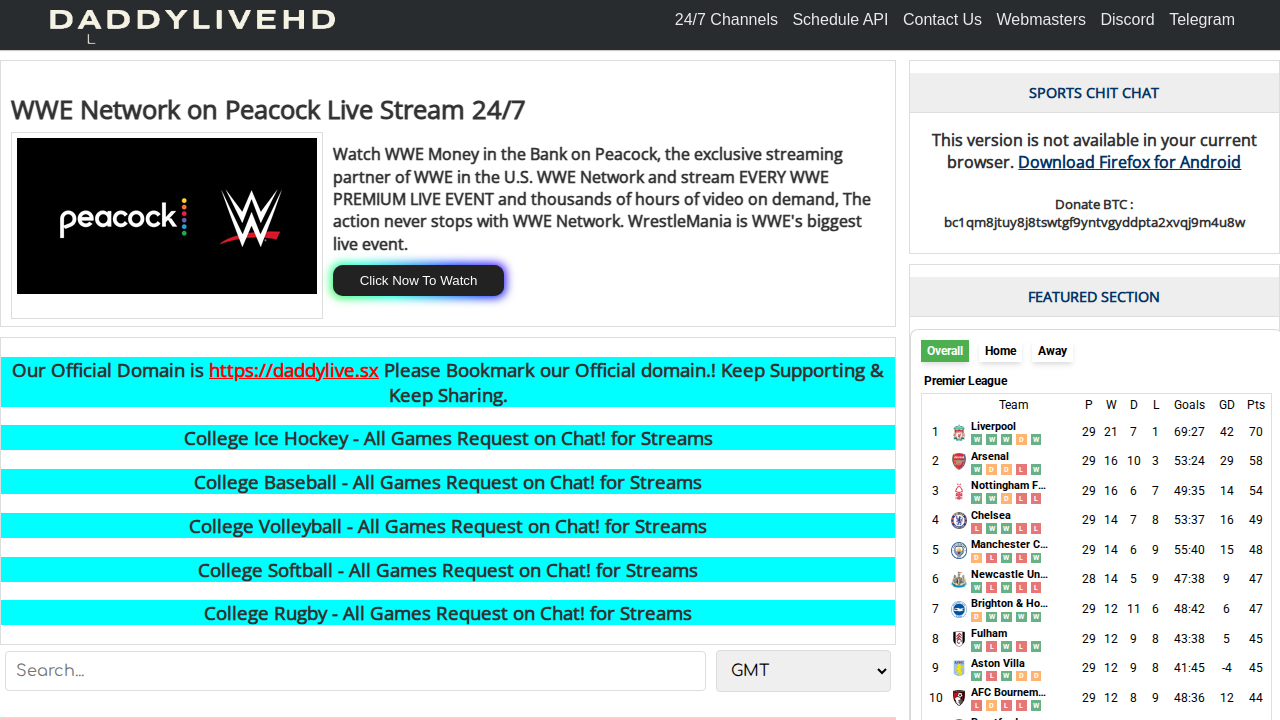 DADDYLIVEHD
L
24/7 Channels Schedule API Contact Us Webmasters Discord Telegram
WWE Network on Peacock Live Stream 24/7
peacock W
Watch WWE Money in the Bank on Peacock, the exclusive streaming
partner of WWE in the U.S. WWE Network and stream EVERY WWE
PREMIUM LIVE EVENT and thousands of hours of video on demand, The
action never stops with WWE Network. WrestleMania is WWE's biggest
live event.
Click Now To Watch
Our Official Domain is https://daddylive.sx Please Bookmark our Official domain.! Keep Supporting &
Keep Sharing.
College Ice Hockey - All Games Request on Chat! for Streams
College Baseball - All Games Request on Chat! for Streams
College Volleyball - All Games Request on Chat! for Streams
College Softball - All Games Request on Chat! for Streams
College Rugby - All Games Request on Chat! for Streams
Search...
GMT
SPORTS CHIT CHAT
This version is not available in your current
browser. Download Firefox for Android
Donate BTC :
bc1qm8jtuy8j8tswtgf9yntvgyddpta2xvqj9m4u8w
FEATURED SECTION
Overall Home Away
Premier League
Team P W D L Goals GD Pts
1 Liverpool 29 21 7 1 69:27 42 70
W W W D W
2 Arsenal 29 16 10 3 53:24 29 58
W D D L W
3 Nottingham F... 29 16 6 7 49:35 14 54
W W D L L
4 Chelsea 29 14 7 8 53:37 16 49
L W W L L
5 Manchester C... 29 14 6 9 55:40 15 48
D L W L W
6 Newcastle Un... 28 14 5 9 47:38 9 47
W L W L L
7 Brighton & Ho... 29 12 11 6 48:42 6 47
D W W W W
8 Fulham 29 12 9 8 43:38 5 45
W L W L W
9 Aston Villa 29 12 9 8 41:45 -4 45
W L W D D
10 AFC Bournem... 29 12 8 9 48:36 12 44
L D L L W